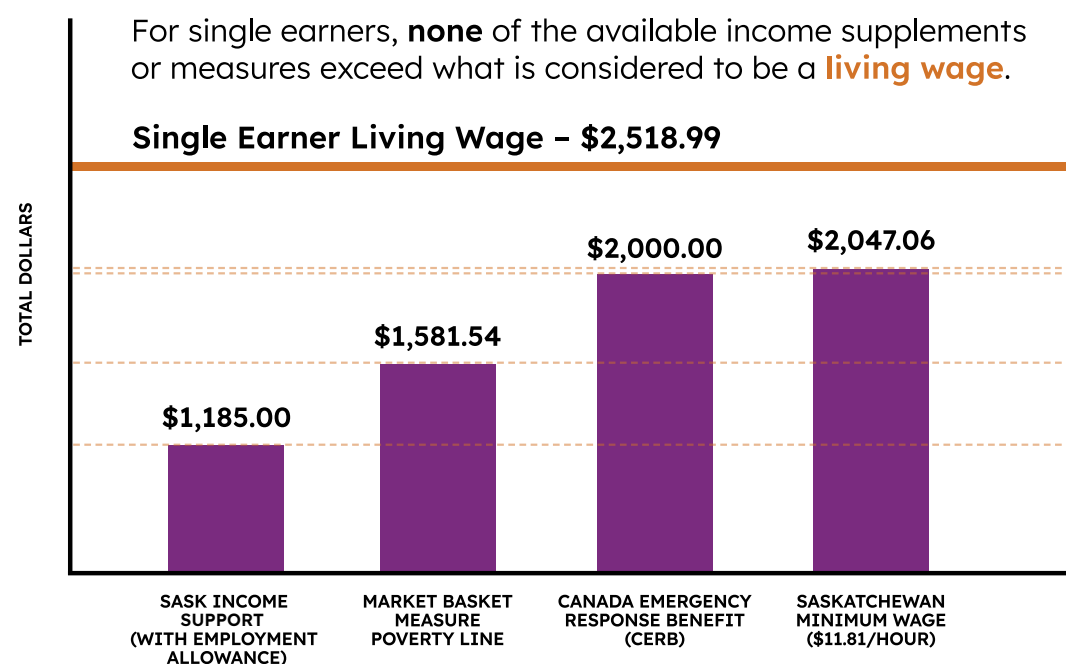 For single earners, none of the available income supplements
or measures exceed what is considered to be a living wage.
Single Earner Living Wage – $2,518.99
TOTAL DOLLARS
$1,185.00
$1,581.54
$2,000.00
$2,047.06
SASK INCOME
SUPPORT
(WITH EMPLOYMENT
ALLOWANCE)
MARKET BASKET
MEASURE
POVERTY LINE
CANADA EMERGENCY
RESPONSE BENEFIT
(CERB)
SASKATCHEWAN
MINIMUM WAGE
($11.81/HOUR)